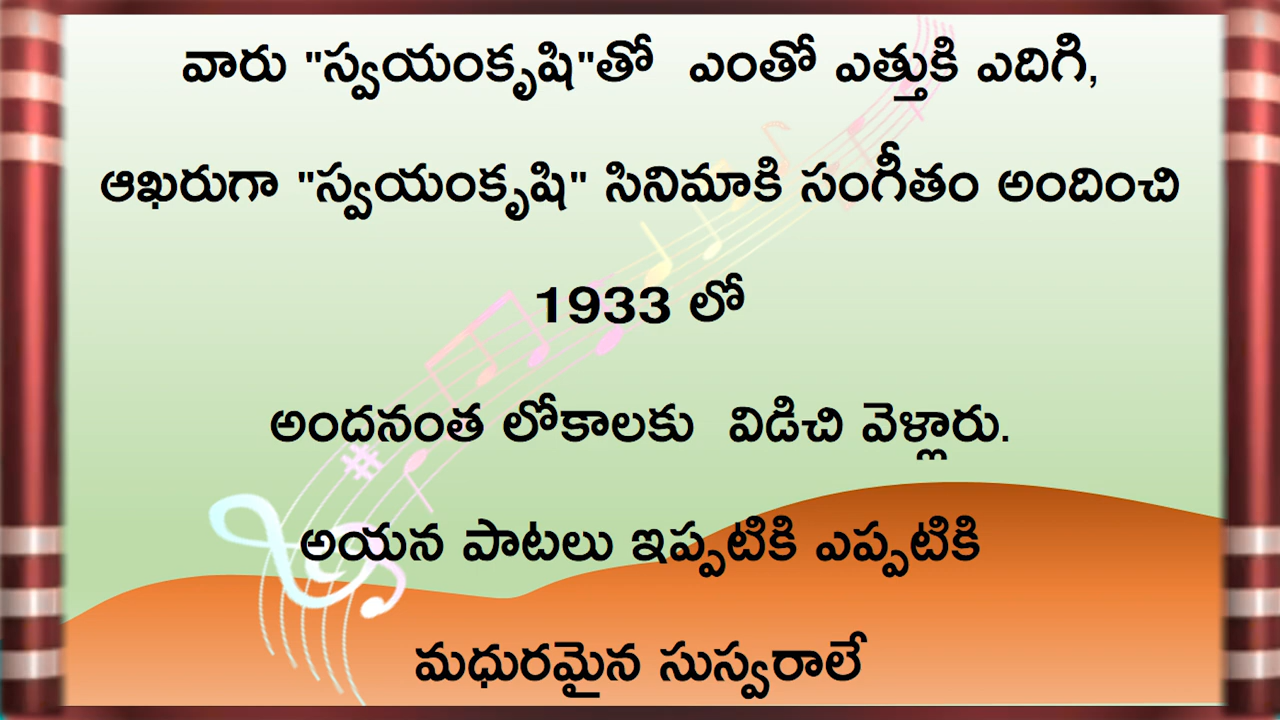 వారు "స్వయంకృషి"తో ఎంతో ఎత్తుకి ఎదిగి,
ఆఖరుగా "స్వయంకృషి" సినిమాకి సంగీతం అందించి
1933 లో
అందనంత లోకాలకు విడిచి వెళ్లారు.
అయన పాటలు ఇప్పటికి ఎప్పటికి
మధురమైన సుస్వరాలే